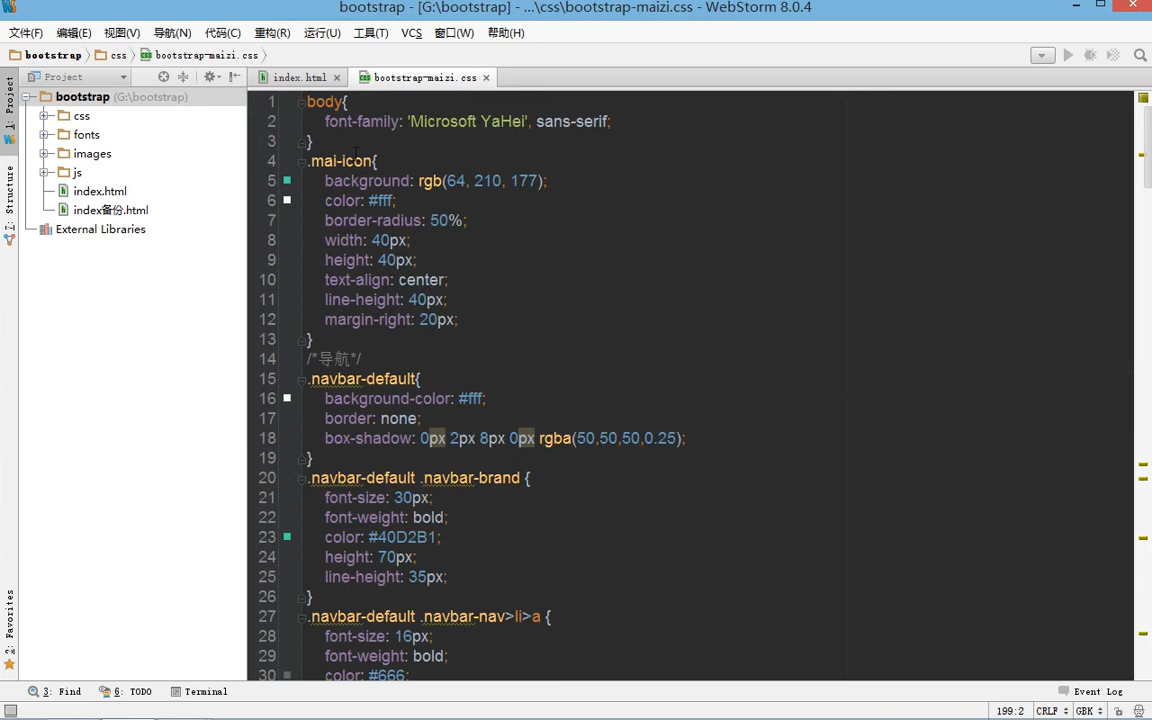 bootstrap - [G:\bootstrap] - ...\css\bootstrap-maizi.css - WebStorm 8.0.4
文件(F) 编辑(E) 视图(V) 导航(N) 代码(C) 重构(R) 运行(U) 工具(T) VCS 窗口(W) 帮助(H)
bootstrap css bootstrap-maizi.css
Project index.html bootstrap-maizi.css
1: Project
2: Structure
2: Favorites
bootstrap (G:\bootstrap)
css
fonts
images
js
index.html
index备份.html
External Libraries
1 body{
2 font-family: 'Microsoft YaHei', sans-serif;
3 }
4 .mai-icon{
5 background: rgb(64, 210, 177);
6 color: #fff;
7 border-radius: 50%;
8 width: 40px;
9 height: 40px;
10 text-align: center;
11 line-height: 40px;
12 margin-right: 20px;
13 }
14 /*导航*/
15 .navbar-default{
16 background-color: #fff;
17 border: none;
18 box-shadow: 0px 2px 8px 0px rgba(50,50,50,0.25);
19 }
20 .navbar-default .navbar-brand {
21 font-size: 30px;
22 font-weight: bold;
23 color: #40D2B1;
24 height: 70px;
25 line-height: 35px;
26 }
27 .navbar-default .navbar-nav>li>a {
28 font-size: 16px;
29 font-weight: bold;
30 color: #666;
3: Find 6: TODO Terminal Event Log
199:2 CRLF GBK